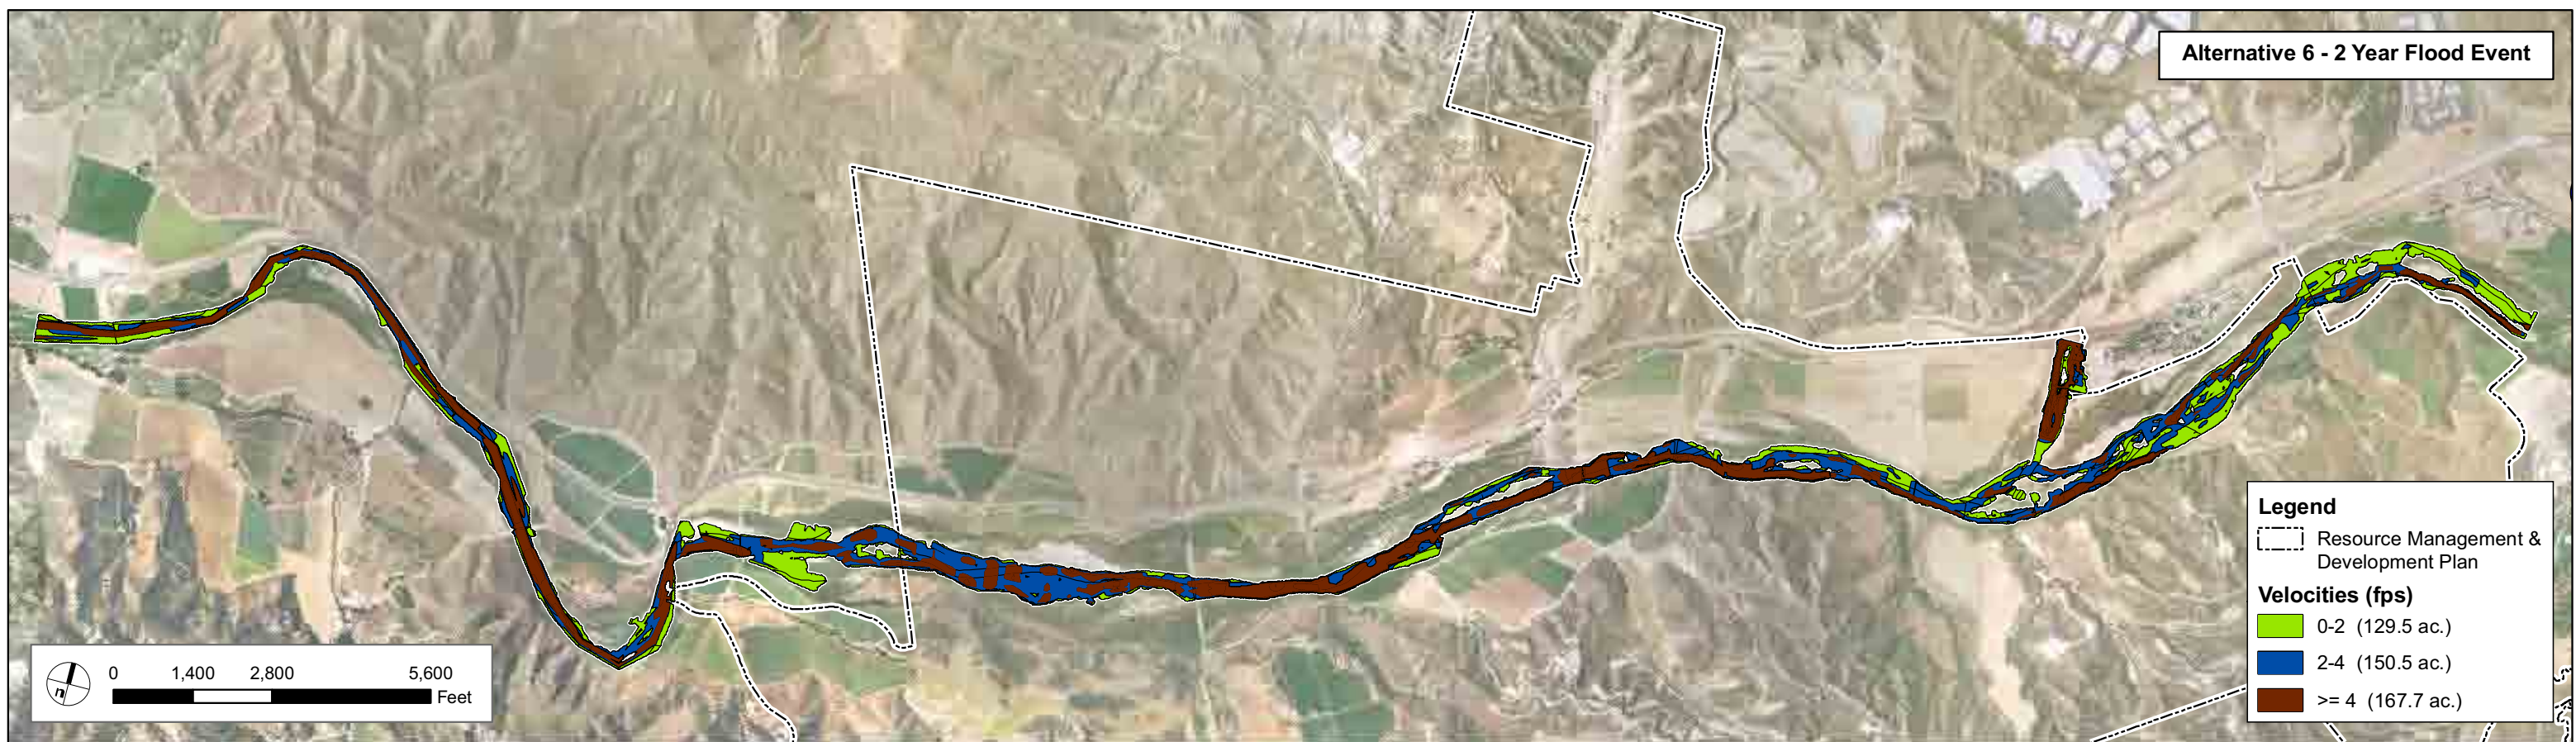 Alternative 6 - 2 Year Flood Event
Legend
Resource Management &
Development Plan
Velocities (fps)
0-2 (129.5 ac.)
2-4 (150.5 ac.)
>= 4 (167.7 ac.)
n
0 1,400 2,800 5,600
Feet